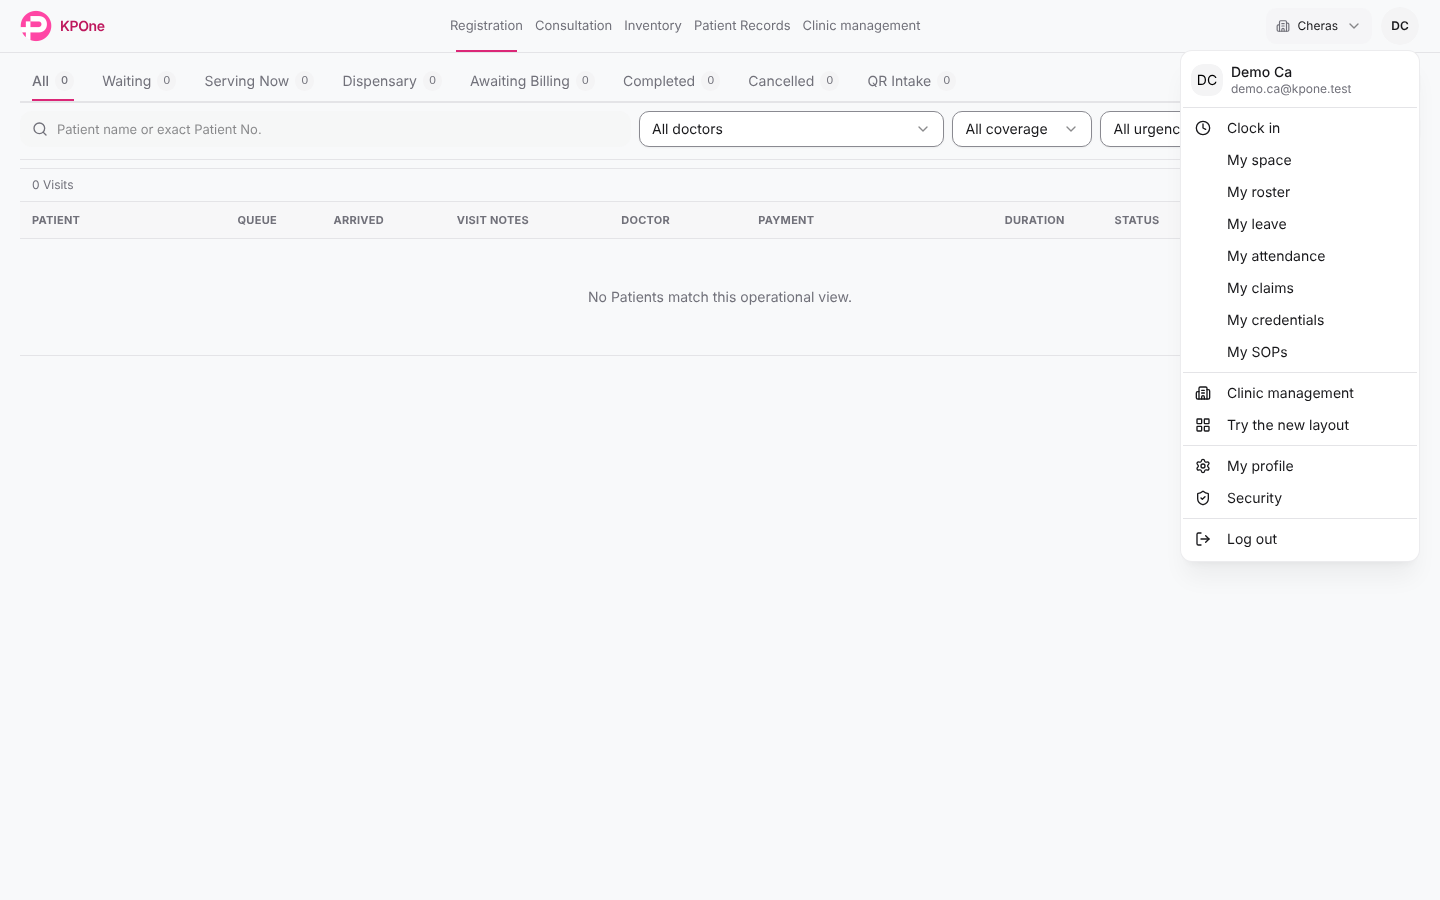 KPOne
Registration Consultation Inventory Patient Records Clinic management
Cheras
DC
All 0 Waiting 0 Serving Now 0 Dispensary 0 Awaiting Billing 0 Completed 0 Cancelled 0 QR Intake 0
Patient name or exact Patient No.
All doctors
All coverage
All urgenc
0 Visits
PATIENT QUEUE ARRIVED VISIT NOTES DOCTOR PAYMENT DURATION STATUS
No Patients match this operational view.
DC
Demo Ca
demo.ca@kpone.test
Clock in
My space
My roster
My leave
My attendance
My claims
My credentials
My SOPs
Clinic management
Try the new layout
My profile
Security
Log out